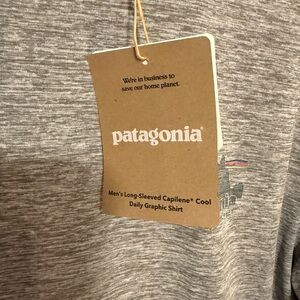 We're in business to
save our home planet.
patagonia®
Men's Long-Sleeved Capilene® Cool
Daily Graphic Shirt